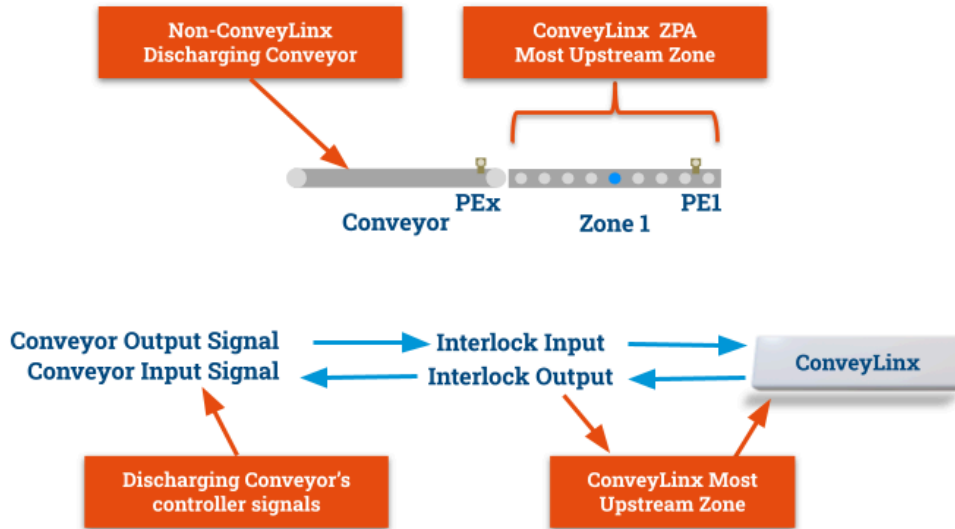 Non-ConveyLinx
Discharging Conveyor
ConveyLinx ZPA
Most Upstream Zone
PEx
PE1
Conveyor
Zone 1
Conveyor Output Signal
Interlock Input
Conveyor Input Signal
Interlock Output
ConveyLinx
Discharging Conveyor's
controller signals
ConveyLinx Most
Upstream Zone